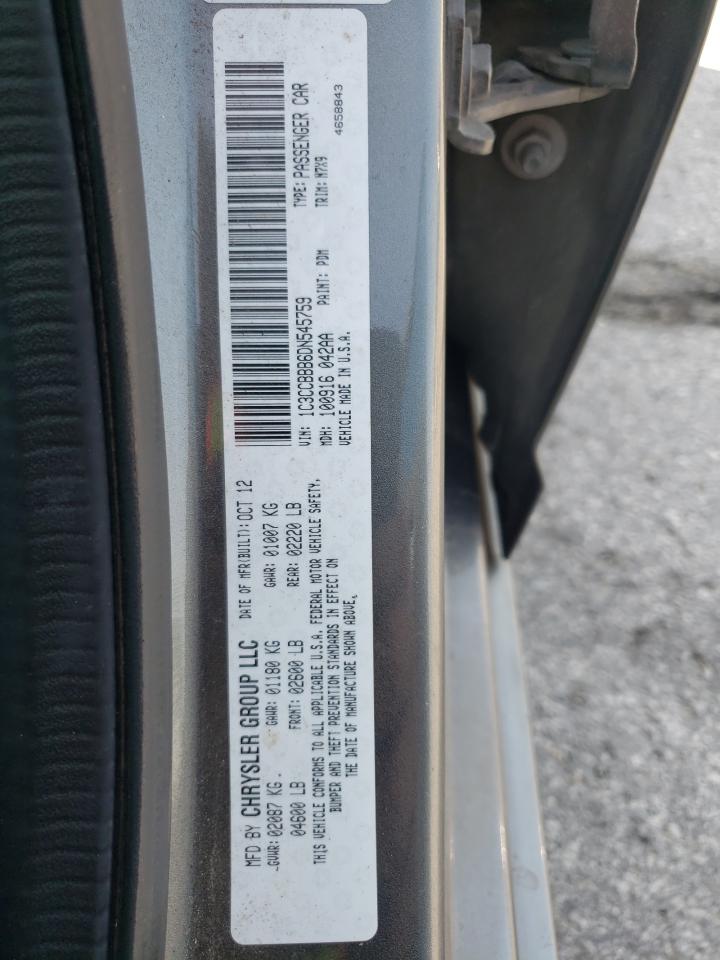 MFD BY CHRYSLER GROUP LLC DATE OF MFR(BUILT): OCT 12
GVWR: 02087 KG GAWR: 01180 KG GAWR: 01007 KG
04600 LB FRONT: 02600 LB REAR: 02220 LB
THIS VEHICLE CONFORMS TO ALL APPLICABLE U.S.A. FEDERAL MOTOR VEHICLE SAFETY,
BUMPER AND THEFT PREVENTION STANDARDS IN EFFECT ON
THE DATE OF MANUFACTURE SHOWN ABOVE.
VIN: 1C3CCBBB6DN545759 TYPE: PASSENGER CAR
MDH: 100916 042AA PAINT: PDM TRIM: M7X9
VEHICLE MADE IN U.S.A. 4658843